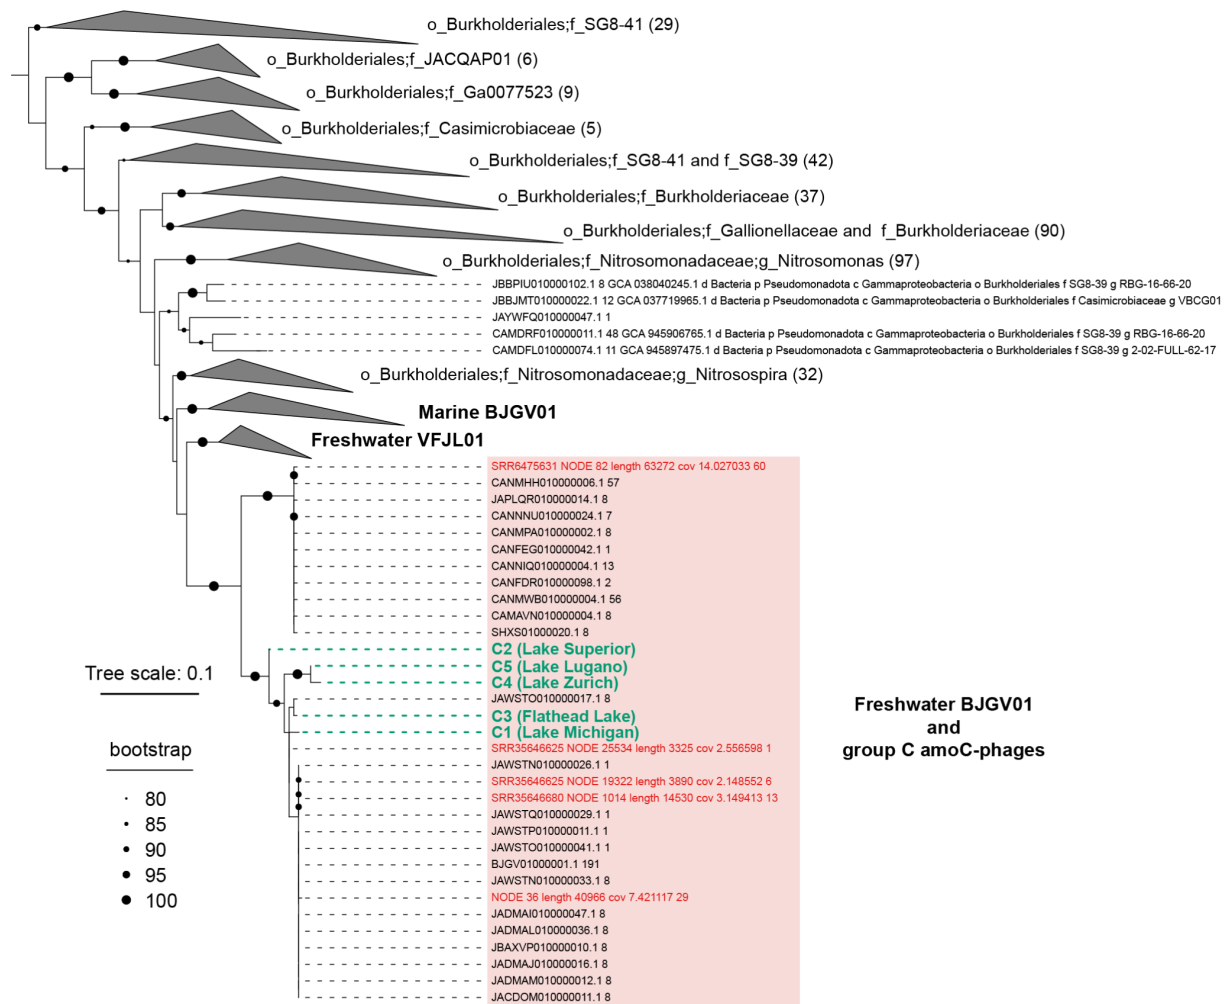 o_Burkholderiales;f_SG8-41 (29)
o_Burkholderiales;f_JACQAP01 (6)
o_Burkholderiales;f_Ga0077523 (9)
o_Burkholderiales;f_Casimicrobiaceae (5)
o_Burkholderiales;f_SG8-41 and f_SG8-39 (42)
o_Burkholderiales;f_Burkholderiaceae (37)
o_Burkholderiales;f_Gallionellaceae and f_Burkholderiaceae (90)
o_Burkholderiales;f_Nitrosomonadaceae;g_Nitrosomonas (97)
JBBPIU010000102.1 8 GCA 038040245.1 d Bacteria p Pseudomonadota c Gammaproteobacteria o Burkholderiales f SG8-39 g RBG-16-66-20
JBBJMT010000022.1 12 GCA 037719965.1 d Bacteria p Pseudomonadota c Gammaproteobacteria o Burkholderiales f Casimicrobiaceae g VBCG01
JAYWFQ010000047.1 1
CAMDRF010000011.1 48 GCA 945906765.1 d Bacteria p Pseudomonadota c Gammaproteobacteria o Burkholderiales f SG8-39 g RBG-16-66-20
CAMDFL010000074.1 11 GCA 945897475.1 d Bacteria p Pseudomonadota c Gammaproteobacteria o Burkholderiales f SG8-39 g 2-02-FULL-62-17
o_Burkholderiales;f_Nitrosomonadaceae;g_Nitrosospira (32)
Marine BJGV01
Freshwater VFJL01
SRR6475631 NODE 82 length 63272 cov 14.027033 60
CANMHH010000006.1 57
JAPLQR010000014.1 8
CANNNU010000024.1 7
CANMPA010000002.1 8
CANFEG010000042.1 1
CANNIQ010000004.1 13
CANFDR010000098.1 2
CANMWB010000004.1 56
CAMAVN010000004.1 8
SHXS01000020.1 8
C2 (Lake Superior)
C5 (Lake Lugano)
C4 (Lake Zurich)
JAWSTO010000017.1 8
C3 (Flathead Lake)
C1 (Lake Michigan)
SRR35646625 NODE 25534 length 3325 cov 2.556598 1
JAWSTN010000026.1 1
SRR35646625 NODE 19322 length 3890 cov 2.148552 6
SRR35646680 NODE 1014 length 14530 cov 3.149413 13
JAWSTQ010000029.1 1
JAWSTP010000011.1 1
JAWSTO010000041.1 1
BJGV01000001.1 191
JAWSTN010000033.1 8
NODE 36 length 40966 cov 7.421117 29
JADMAI010000047.1 8
JADMAL010000036.1 8
JBAXVP010000010.1 8
JADMAJ010000016.1 8
JADMAM010000012.1 8
JACDOM010000011.1 8
Tree scale: 0.1
bootstrap
80
85
90
95
100
Freshwater BJGV01
and
group C amoC-phages